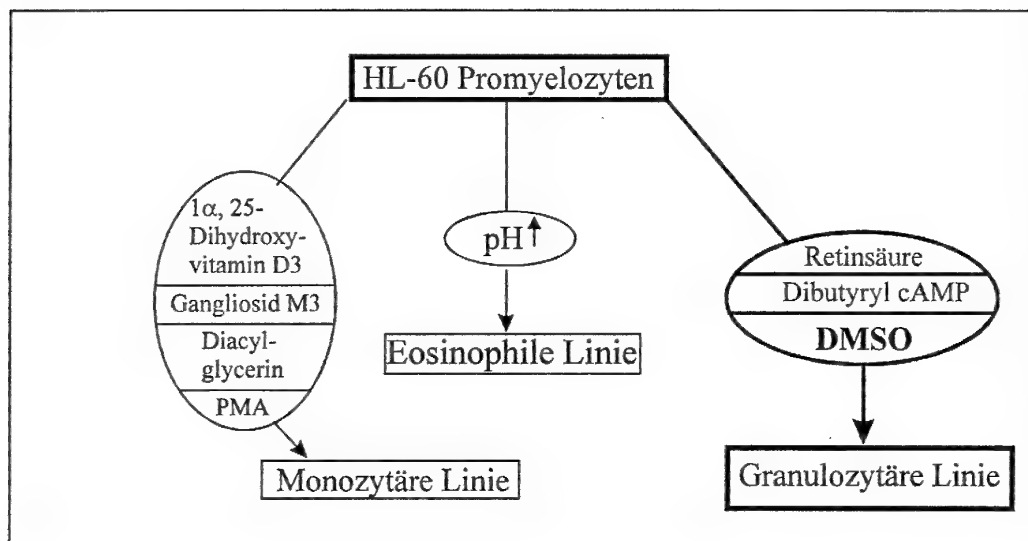 HL-60 Promyelozyten
1α, 25-
Dihydroxy-
vitamin D3
Gangliosid M3
Diacyl-
glycerin
PMA
Monozytäre Linie
pH↑
Eosinophile Linie
Retinsäure
Dibutyryl cAMP
DMSO
Granulozytäre Linie